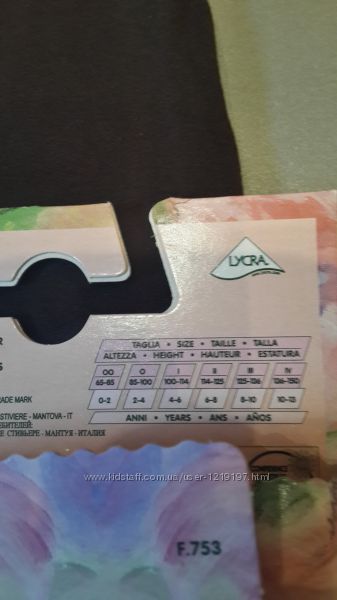 LYCRA
R
TAGLIA • SIZE • TAILLE • TALLA
ALTEZZA • HEIGHT • HAUTEUR • ESTATURA
S
OO O I II III IV
65-85 85-100 100-114 114-125 125-136 136-150
0-2 2-4 4-6 6-8 8-10 10-13
ANNI • YEARS • ANS • AÑOS
RADE MARK
STIVIERE - MANTOVA - IT
ЕБИТЕЛЕЙ:
Е СТИВЬЕРЕ - МАНТУЯ - ИТАЛИЯ
www.kidstaff.com.ua/user-1219197.html
F.753